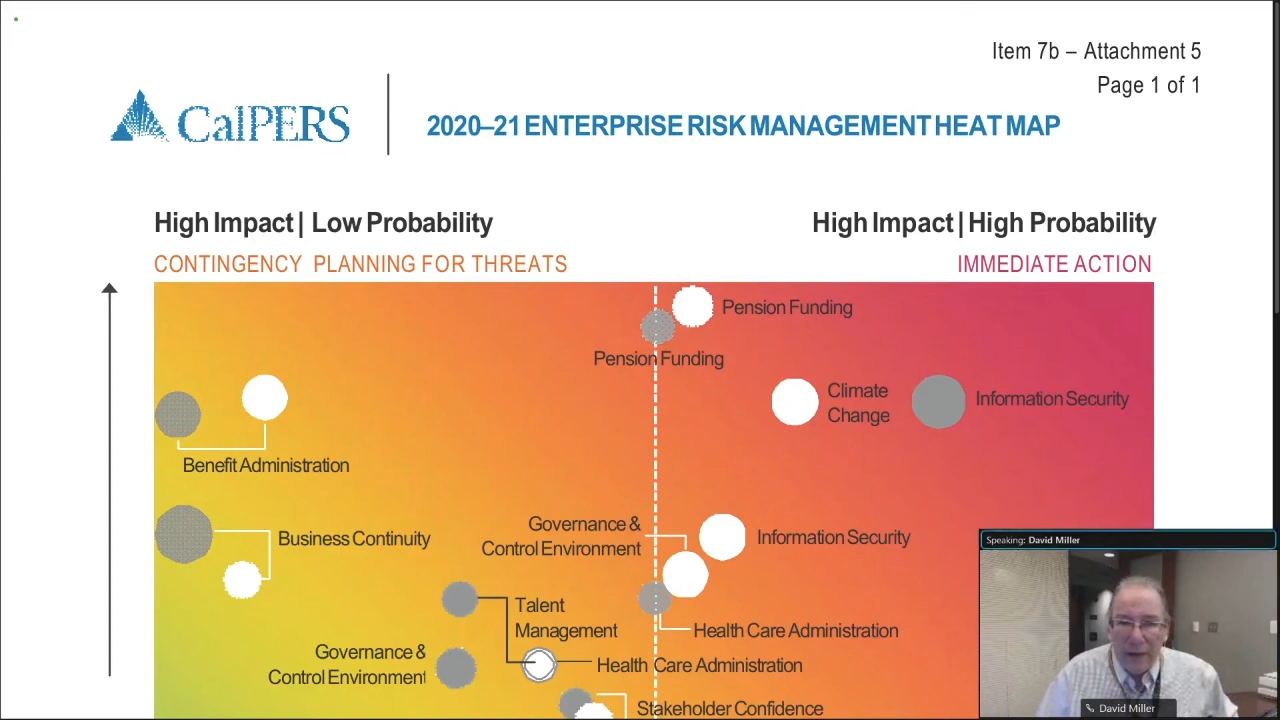 Item 7b – Attachment 5
Page 1 of 1
CalPERS
2020–21 ENTERPRISE RISK MANAGEMENT HEAT MAP
High Impact | Low Probability
High Impact | High Probability
CONTINGENCY PLANNING FOR THREATS
IMMEDIATE ACTION
Pension Funding
Pension Funding
Climate
Change
Information Security
Benefit Administration
Governance &
Control Environment
Business Continuity
Information Security
Talent
Management
Health Care Administration
Governance &
Control Environment
Health Care Administration
Stakeholder Confidence
Speaking: David Miller
David Miller